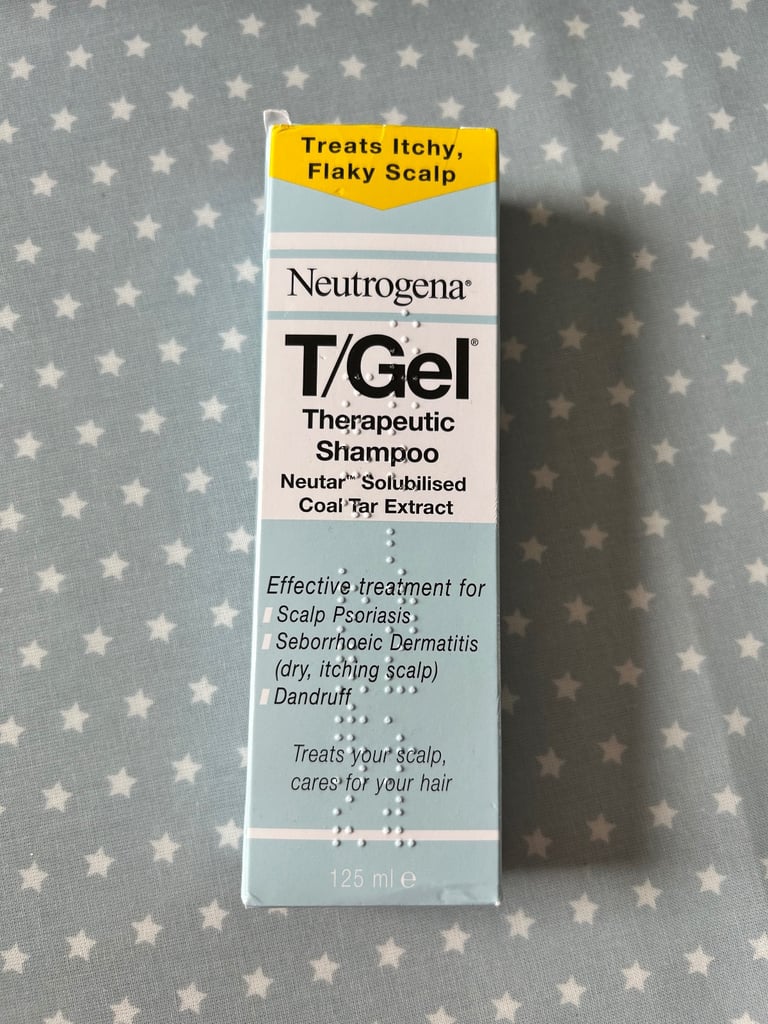 Treats Itchy,
Flaky Scalp
Neutrogena®
T/Gel®
Therapeutic
Shampoo
Neutar™ Solubilised
Coal Tar Extract
Effective treatment for
Scalp Psoriasis
Seborrhoeic Dermatitis
(dry, itching scalp)
Dandruff
Treats your scalp,
cares for your hair
125 ml ℮